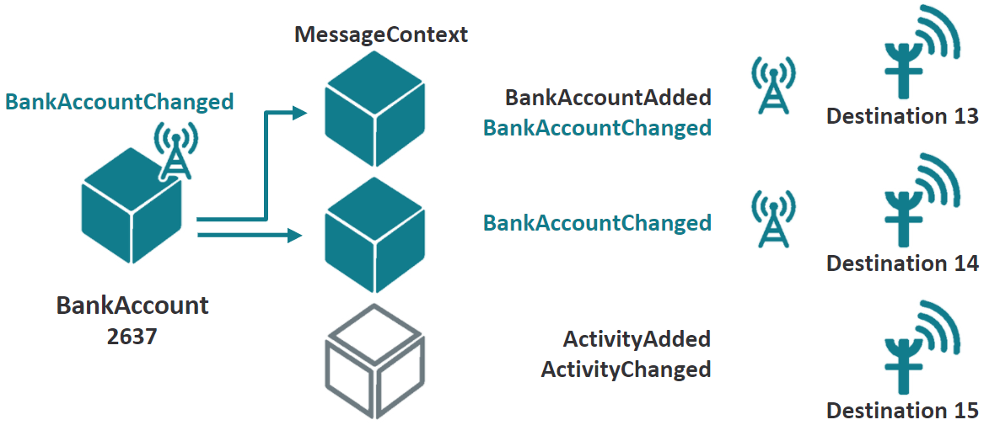 MessageContext
BankAccountChanged
BankAccount
2637
BankAccountAdded
BankAccountChanged
Destination 13
BankAccountChanged
Destination 14
ActivityAdded
ActivityChanged
Destination 15